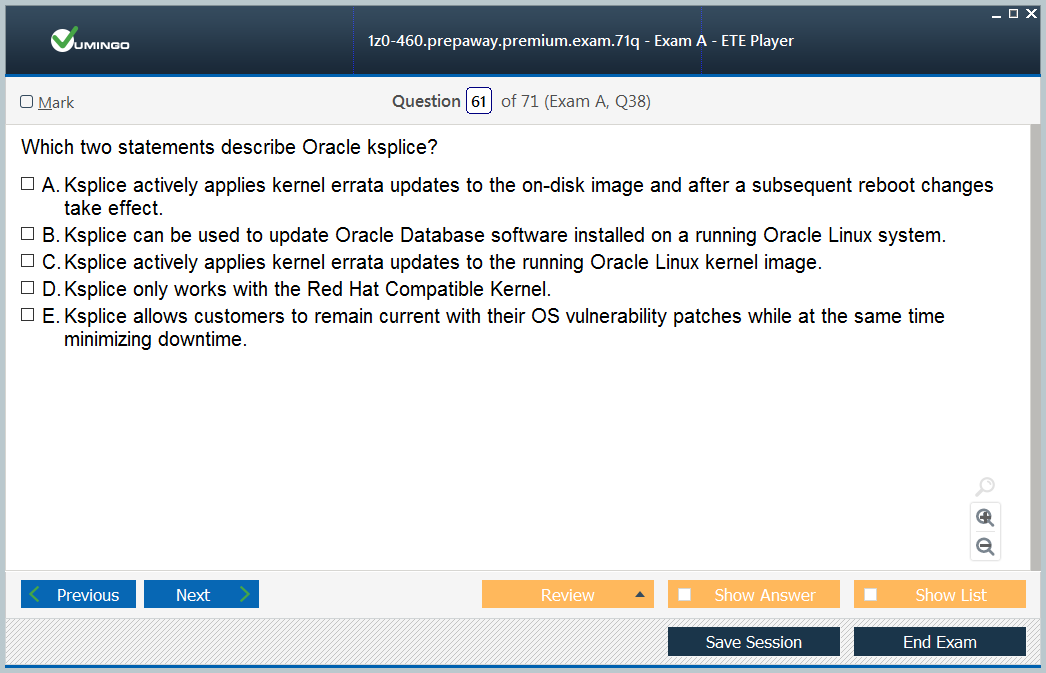 VUMINGO
1z0-460.prepaway.premium.exam.71q - Exam A - ETE Player
Mark
Question 61 of 71 (Exam A, Q38)
Which two statements describe Oracle ksplice?
A. Ksplice actively applies kernel errata updates to the on-disk image and after a subsequent reboot changes
take effect.
B. Ksplice can be used to update Oracle Database software installed on a running Oracle Linux system.
C. Ksplice actively applies kernel errata updates to the running Oracle Linux kernel image.
D. Ksplice only works with the Red Hat Compatible Kernel.
E. Ksplice allows customers to remain current with their OS vulnerability patches while at the same time
minimizing downtime.
Previous Next Review Show Answer Show List
Save Session End Exam